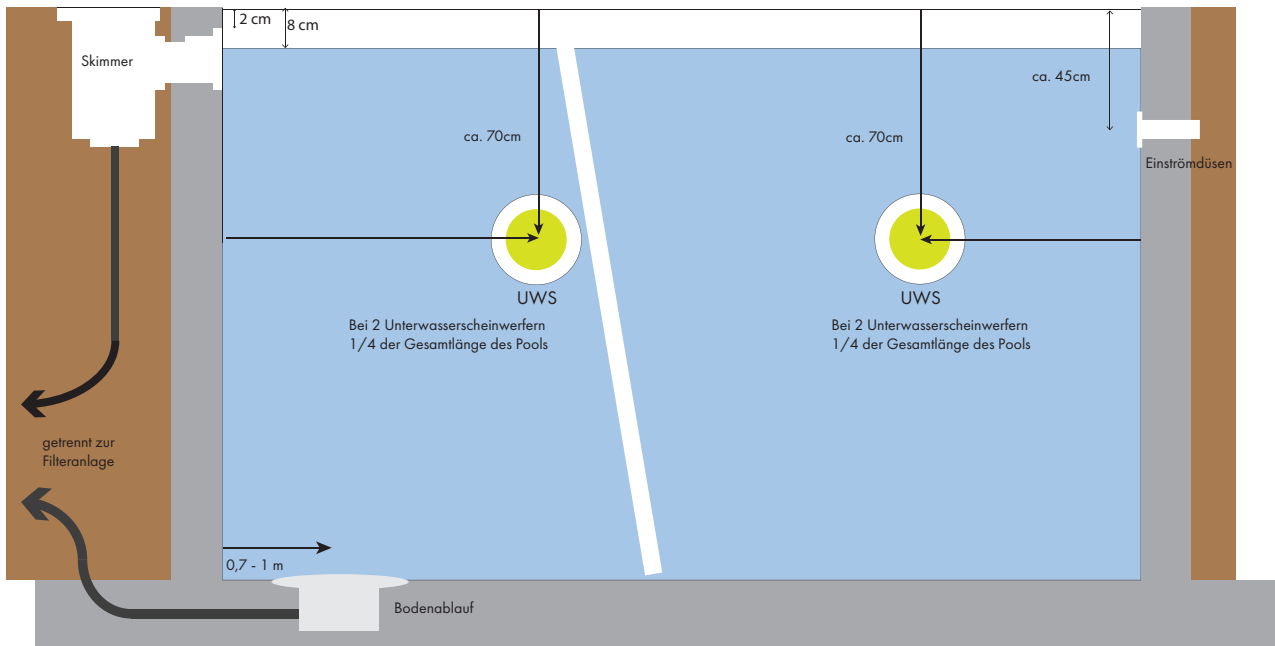 2 cm
8 cm
Skimmer
ca. 45cm
ca. 70cm
ca. 70cm
Einströmdüsen
UWS
Bei 2 Unterwasserscheinwerfern
1/4 der Gesamtlänge des Pools
UWS
Bei 2 Unterwasserscheinwerfern
1/4 der Gesamtlänge des Pools
getrennt zur
Filteranlage
0,7 - 1 m
Bodenablauf